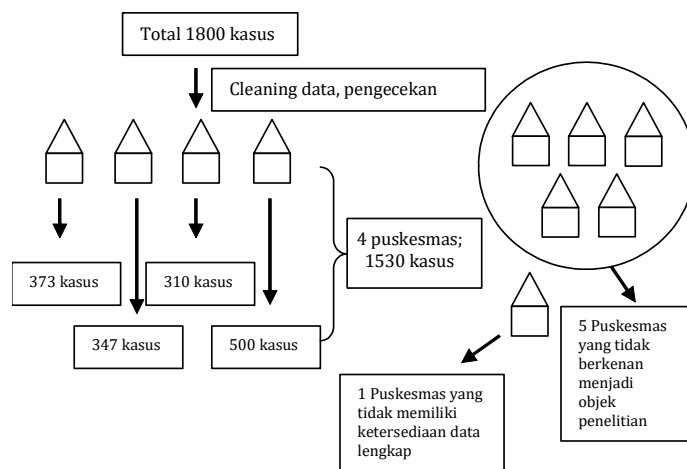 Total 1800 kasus
Cleaning data, pengecekan
4 puskesmas;
1530 kasus
373 kasus
310 kasus
347 kasus
500 kasus
1 Puskesmas yang
tidak memiliki
ketersediaan data
lengkap
5 Puskesmas
yang tidak
berkenan
menjadi
objek
penelitian